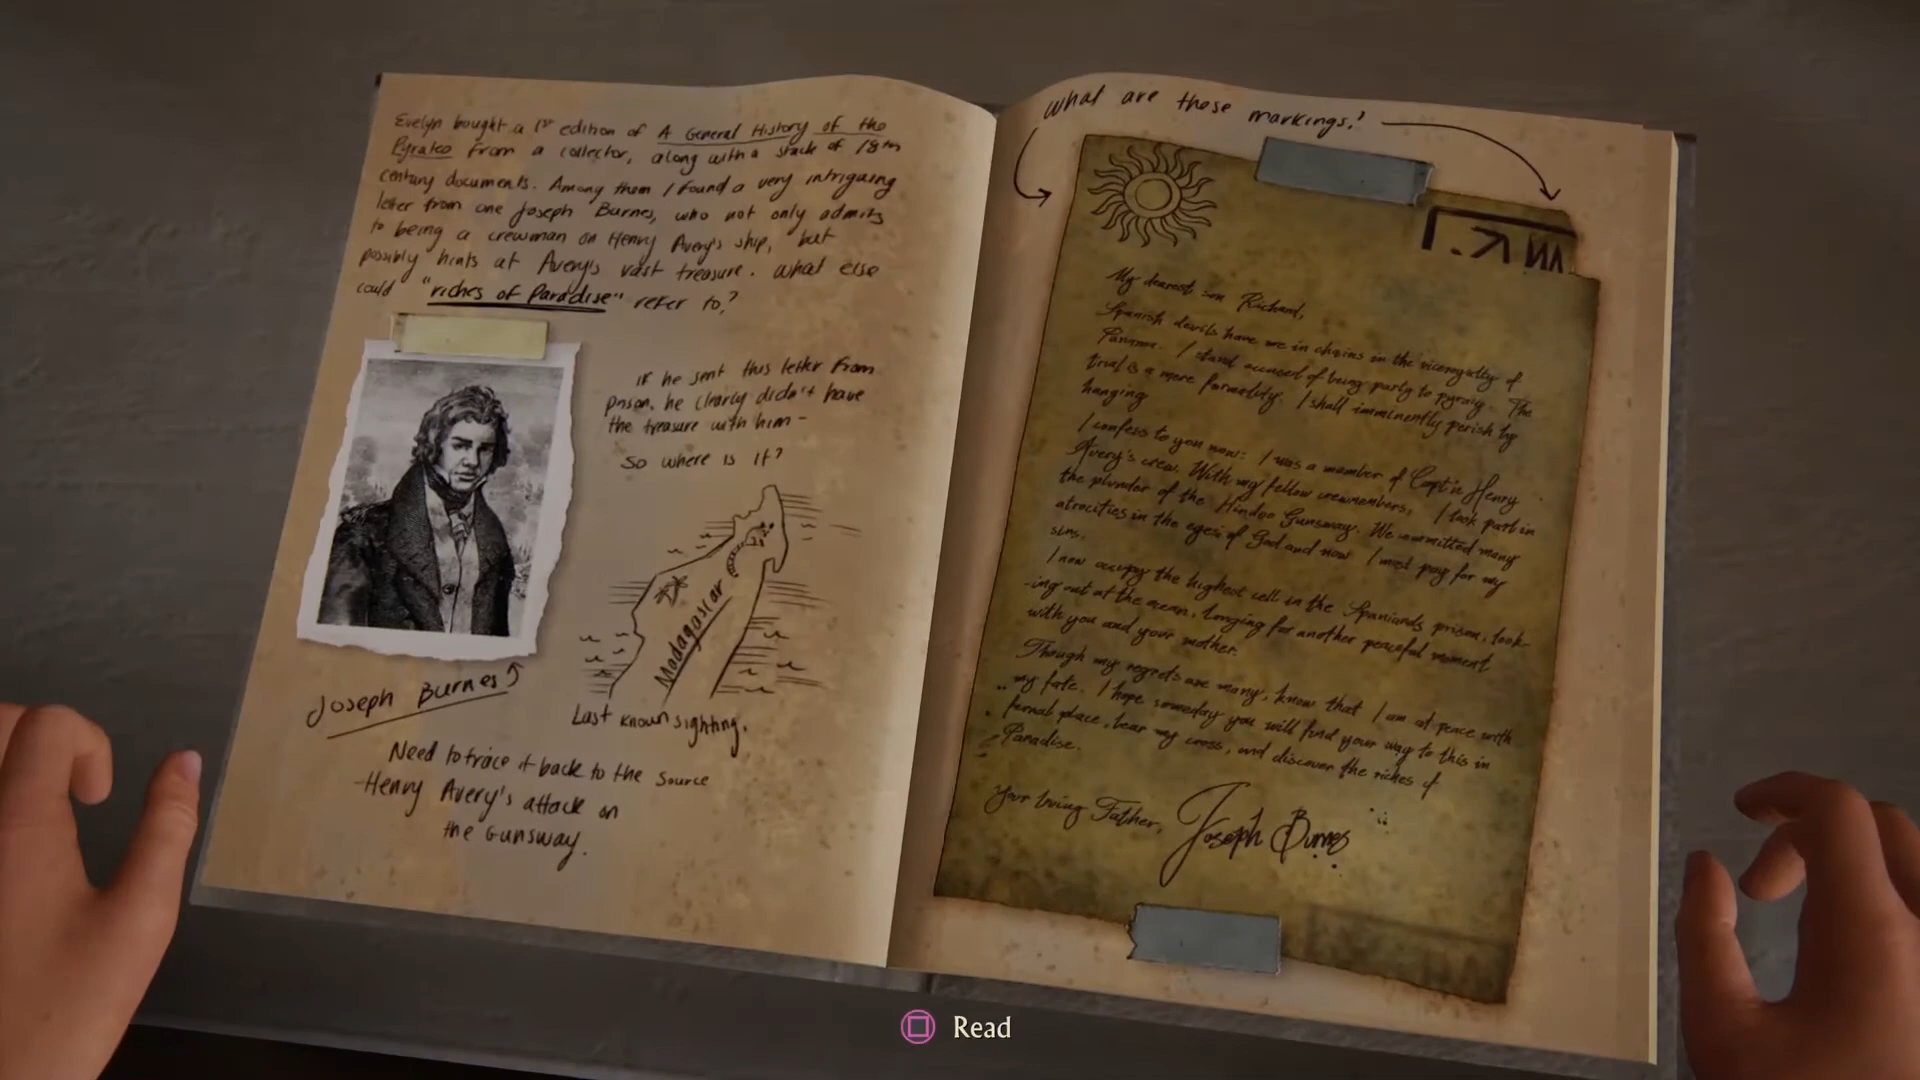 Evelyn bought a 1st edition of A General History of the
Pyrates from a collector, along with a stack of 18th
century documents. Among them I found a very intriguing
letter from one Joseph Burnes, who not only admits
to being a crewman on Henry Avery's ship, but
possibly hints at Avery's vast treasure. What else
could "riches of Paradise" refer to?
If he sent this letter from
prison, he clearly didn't have
the treasure with him -
So where is it?
Madagascar
Joseph Burnes
Last known sighting.
Need to trace it back to the source
-Henry Avery's attack on
the Gunsway.
What are these markings?
My dearest son Richard,
Spanish devils have me in chains in the viceroyalty of
Panama. I stand accused of being party to pyracy. The
trial is a mere formality. I shall imminently perish by
hanging
I confess to you now: I was a member of Capt'n Henry
Avery's crew. With my fellow crewmembers, I took part in
the plunder of the Hindoo Gunsway. We committed many
atrocities in the eyes of God and now I must pay for my
sins.
I now occupy the highest cell in the Spaniards prison, look-
-ing out at the ocean, longing for another peaceful moment
with you and your mother.
Though my regrets are many, know that I am at peace with
my fate. I hope someday you will find your way to this in
fernal place, bear my cross, and discover the riches of
Paradise.
Your loving Father,
Joseph Burnes
Read